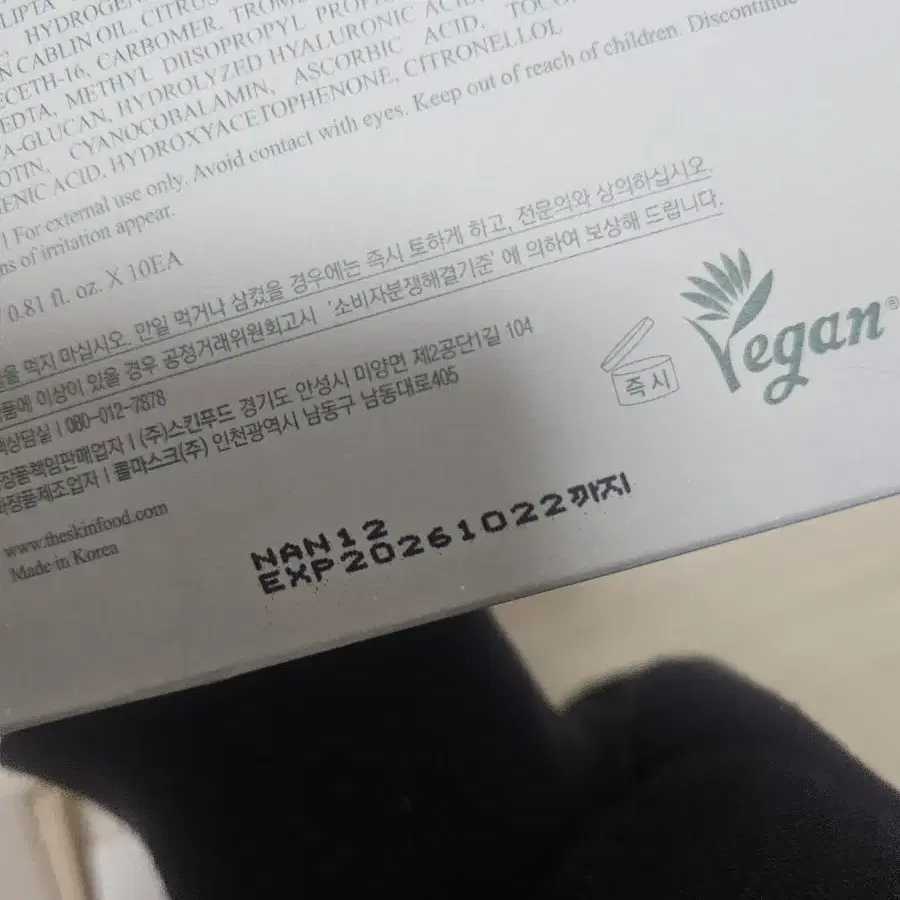 HYDROGEN
CABLIN OIL, CITRUS
CETH-16, CARBOMER,
EDTA, METHYL DIISOPROPYL
-GLUCAN, HYDROLYZED HYALURONIC ACID,
CYANOCOBALAMIN, ASCORBIC ACID,
ENIC ACID, HYDROXYACETOPHENONE, CITRONELLOL
For external use only. Avoid contact with eyes. Keep out of reach of children. Discontinue
of irritation appear.
/ 0.81 fl. oz. X 10EA
먹지 마십시오. 만일 먹거나 삼켰을 경우에는 즉시 토하게 하고, 전문의와 상의하십시오.
품에 이상이 있을 경우 공정거래위원회고시 '소비자분쟁해결기준' 에 의하여 보상해 드립니다.
상담실 | 080-012-7878
장품책임판매업자 | (주)스킨푸드 경기도 안성시 미양면 제2공단1길 104
장품제조업자 | 콜마스크(주) 인천광역시 남동구 남동대로405
www.theskinfood.com
Made in Korea
즉시
Vegan®
NAN12
EXP20261022까지